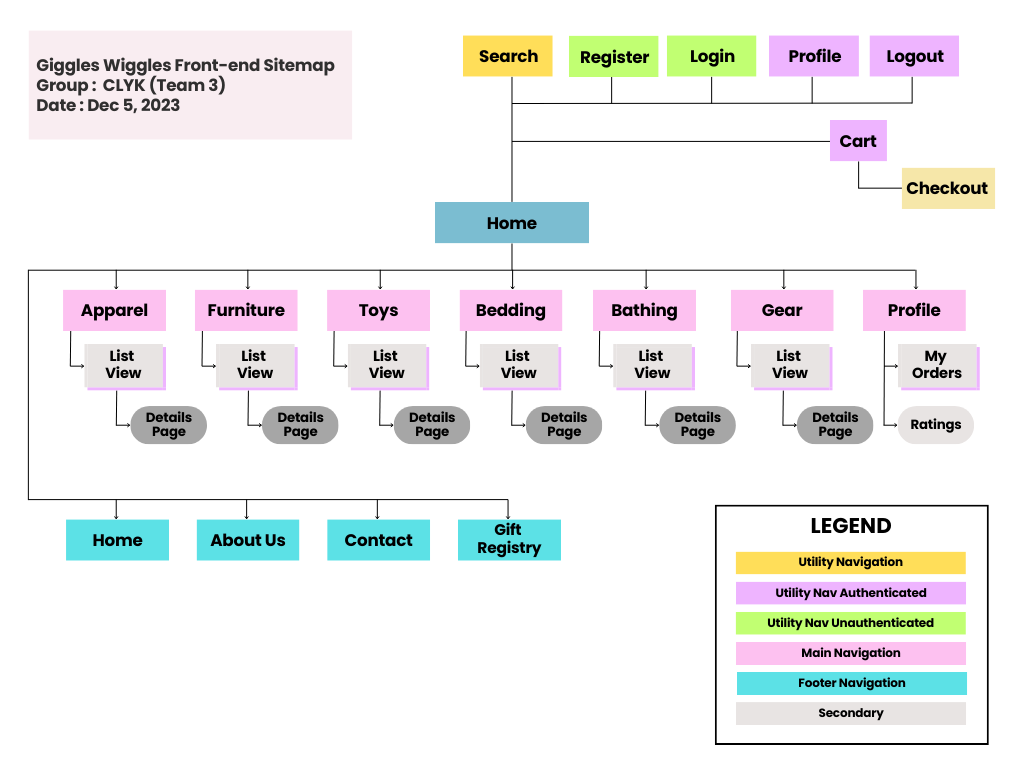 Giggles Wiggles Front-end Sitemap
Group : CLYK (Team 3)
Date : Dec 5, 2023
Search
Register
Login
Profile
Logout
Cart
Checkout
Home
Apparel
Furniture
Toys
Bedding
Bathing
Gear
Profile
List
View
List
View
List
View
List
View
List
View
List
View
My
Orders
Details
Page
Details
Page
Details
Page
Details
Page
Details
Page
Details
Page
Ratings
Home
About Us
Contact
Gift
Registry
LEGEND
Utility Navigation
Utility Nav Authenticated
Utility Nav Unauthenticated
Main Navigation
Footer Navigation
Secondary